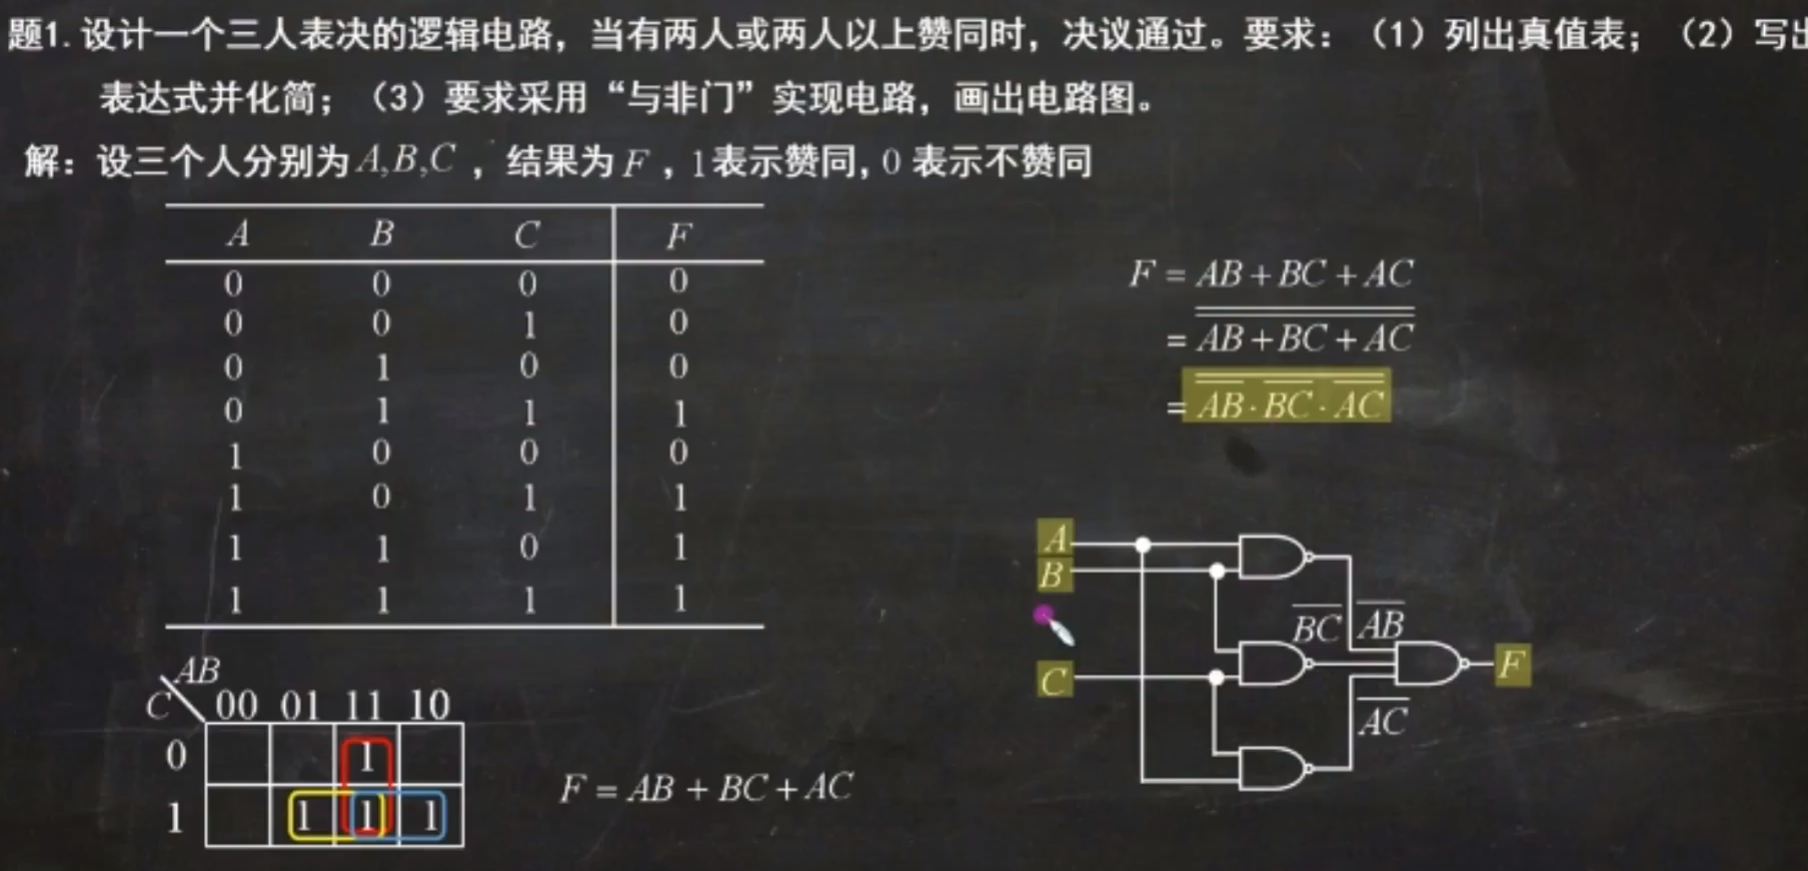 题1. 设计一个三人表决的逻辑电路，当有两人或两人以上赞同时，决议通过。要求：（1）列出真值表；（2）写出
表达式并化简；（3）要求采用“与非门”实现电路，画出电路图。
解：设三个人分别为A,B,C，结果为F，1表示赞同, 0 表示不赞同
A B C F
0 0 0 0
0 0 1 0
0 1 0 0
0 1 1 1
1 0 0 0
1 0 1 1
1 1 0 1
1 1 1 1
F = AB + BC + AC
= \overline{\overline{AB + BC + AC}}
= \overline{\overline{AB} · \overline{BC} · \overline{AC}}
AB
C 00 01 11 10
0 1
1 1 1 1
F = AB + BC + AC
A
B
\overline{BC} \overline{AB}
C F
\overline{AC}